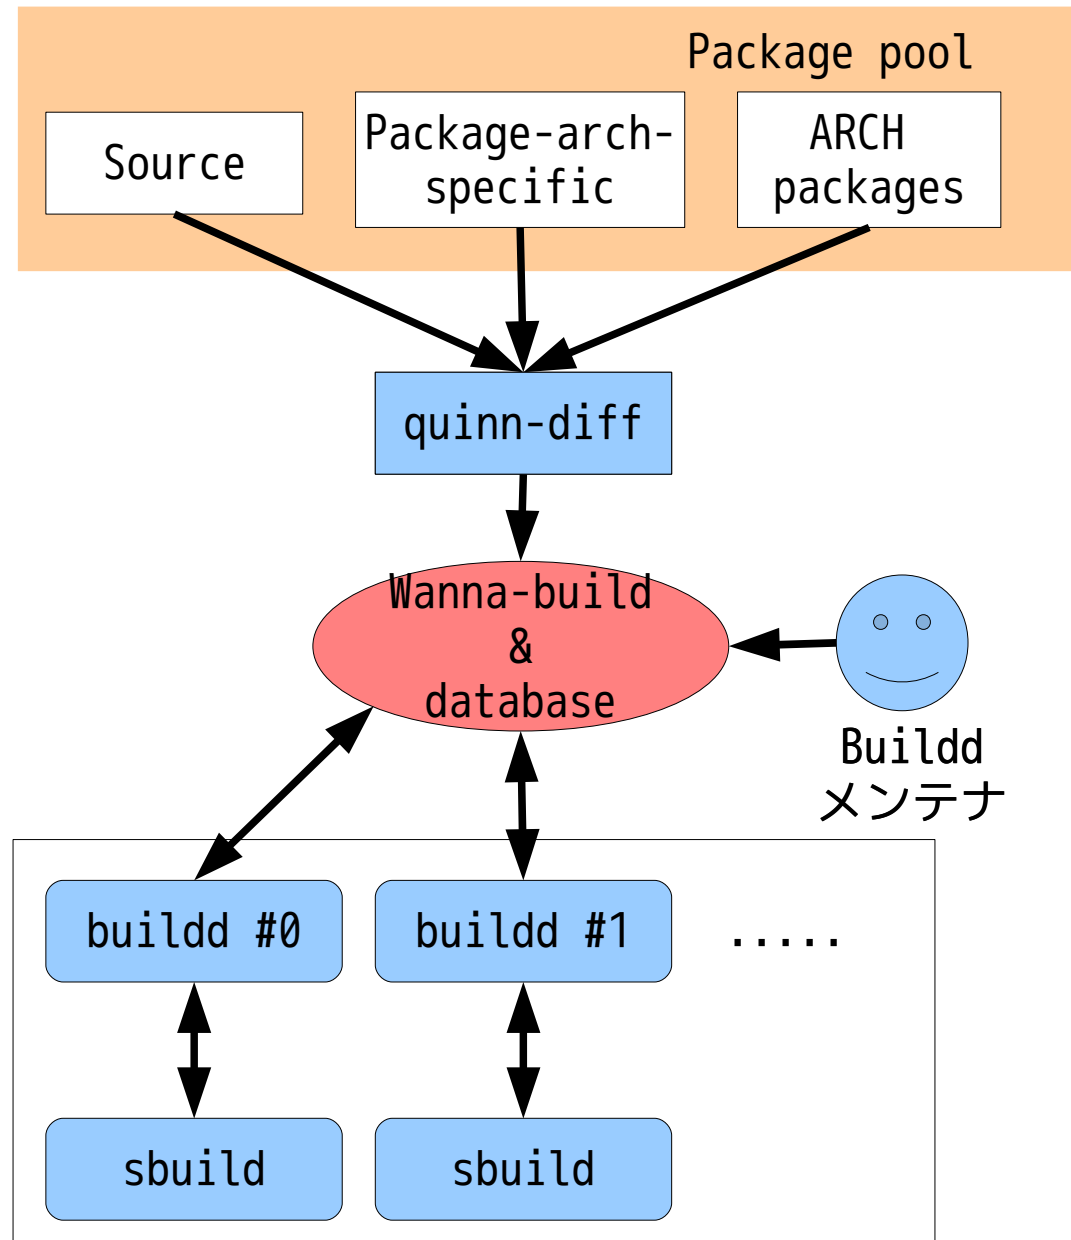 Package pool
Source
Package-arch-
specific
ARCH
packages
quinn-diff
Wanna-build
&
database
Buildd
メンテナ
buildd #0
buildd #1
.....
sbuild
sbuild